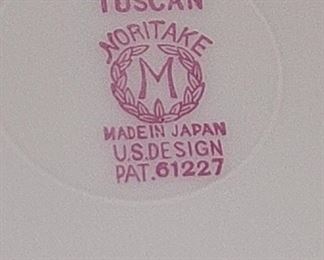 TUSCAN
NORITAKE
M
MADE IN JAPAN
U.S.DESIGN
PAT.61227